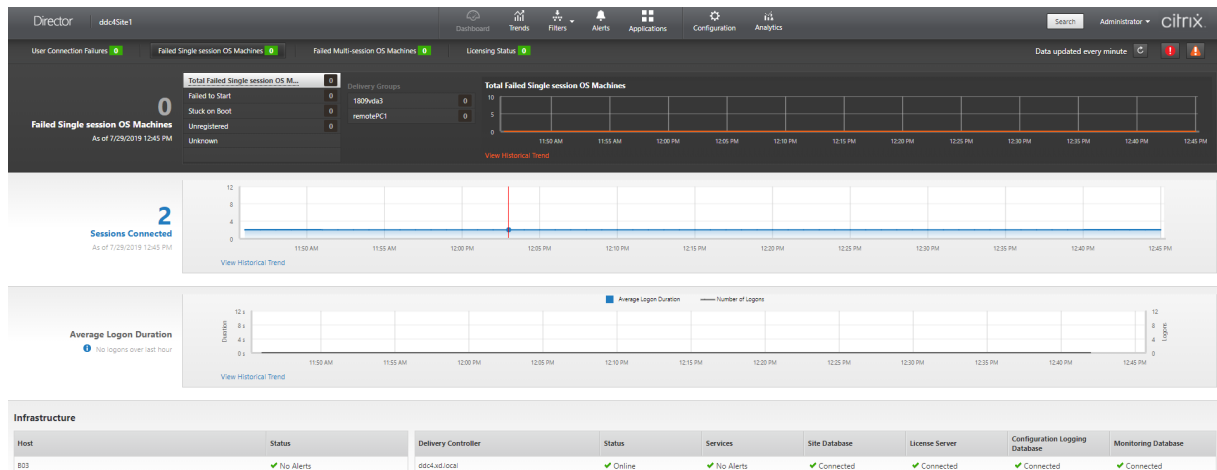 Director ddc4Site1 Dashboard Trends Filters Alerts Applications Configuration Analytics Search Administrator citrix
User Connection Failures 0 Failed Single session OS Machines 0 Failed Multi-session OS Machines 0 Licensing Status 0 Data updated every minute
0
Failed Single session OS Machines
As of 7/29/2019 12:45 PM
Total Failed Single session OS M... 0
Failed to Start 0
Stuck on Boot 0
Unregistered 0
Unknown
Delivery Groups
1809vda3 0
remotePC1 0
Total Failed Single session OS Machines
10
5
0
11:50 AM 11:55 AM 12:00 PM 12:05 PM 12:10 PM 12:15 PM 12:20 PM 12:25 PM 12:30 PM 12:35 PM 12:40 PM 12:45 PM
View Historical Trend
2
Sessions Connected
As of 7/29/2019 12:45 PM
12
8
4
0
11:50 AM 11:55 AM 12:00 PM 12:05 PM 12:10 PM 12:15 PM 12:20 PM 12:25 PM 12:30 PM 12:35 PM 12:40 PM 12:45 PM
View Historical Trend
Average Logon Duration
No logons over last hour
Average Logon Duration Number of Logons
Duration
12 s
8 s
4 s
0 s
12
8
4
0
Logons
11:50 AM 11:55 AM 12:00 PM 12:05 PM 12:10 PM 12:15 PM 12:20 PM 12:25 PM 12:30 PM 12:35 PM 12:40 PM 12:45 PM
View Historical Trend
Infrastructure
Host Status Delivery Controller Status Services Site Database License Server Configuration Logging Database Monitoring Database
B03 No Alerts ddc4.xd.local Online No Alerts Connected Connected Connected Connected